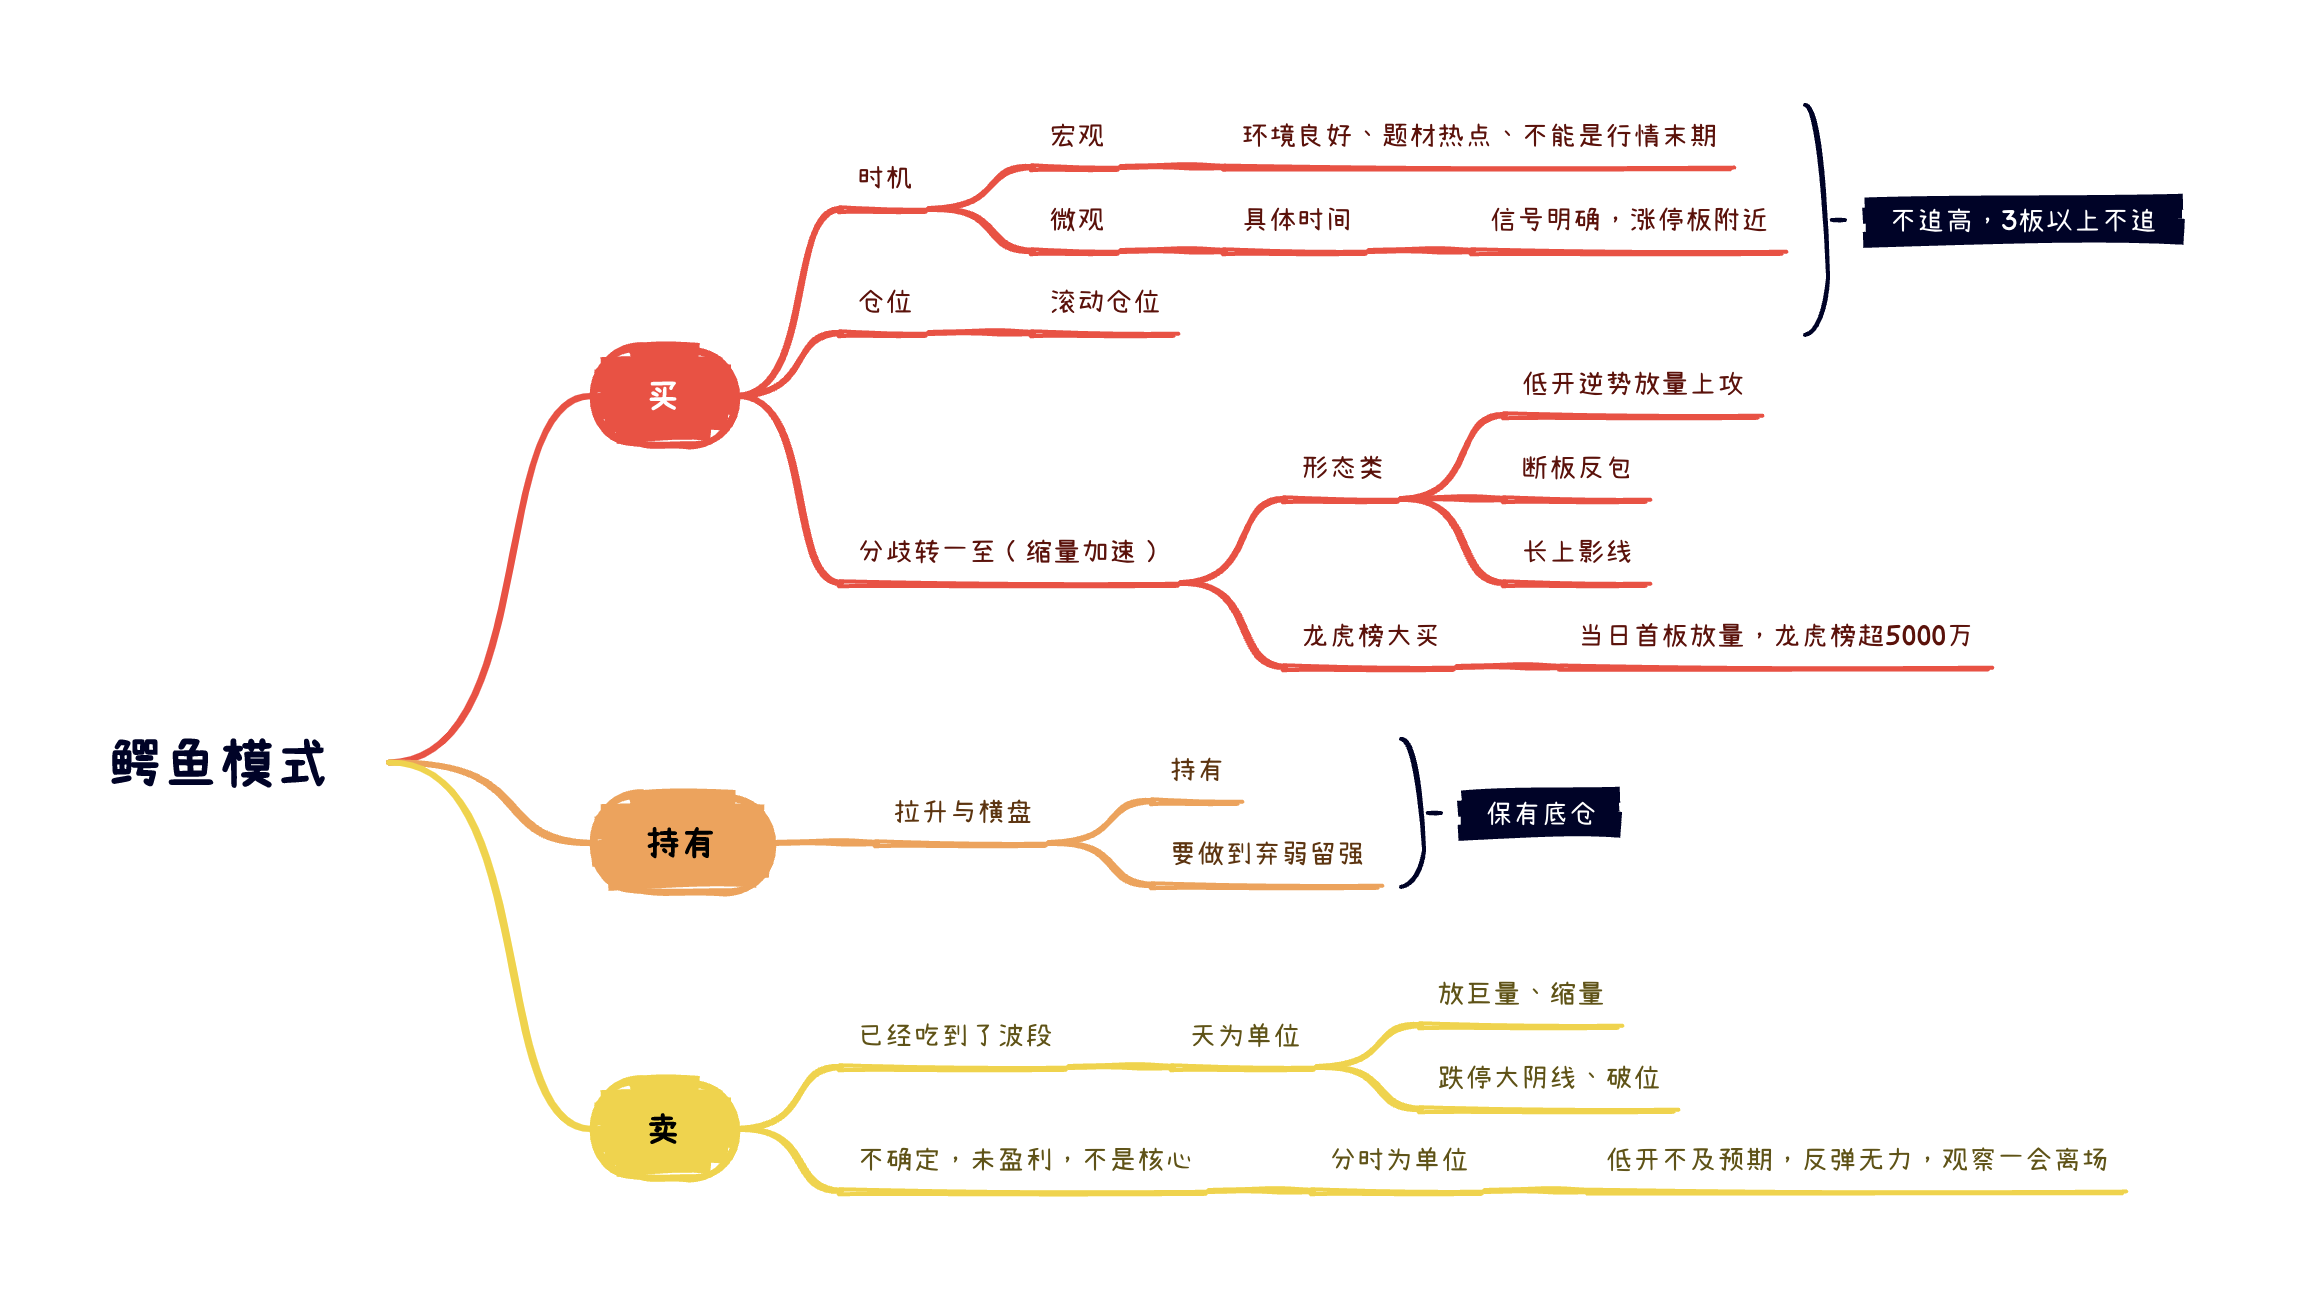 鳄鱼模式
买
时机
宏观
环境良好、题材热点、不能是行情末期
微观
具体时间
信号明确，涨停板附近
仓位
滚动仓位
不追高，3板以上不追
分歧转一至（缩量加速）
形态类
低开逆势放量上攻
断板反包
长上影线
龙虎榜大买
当日首板放量，龙虎榜超5000万
持有
拉升与横盘
持有
要做到弃弱留强
保有底仓
卖
已经吃到了波段
天为单位
放巨量、缩量
跌停大阴线、破位
不确定，未盈利，不是核心
分时为单位
低开不及预期，反弹无力，观察一会离场